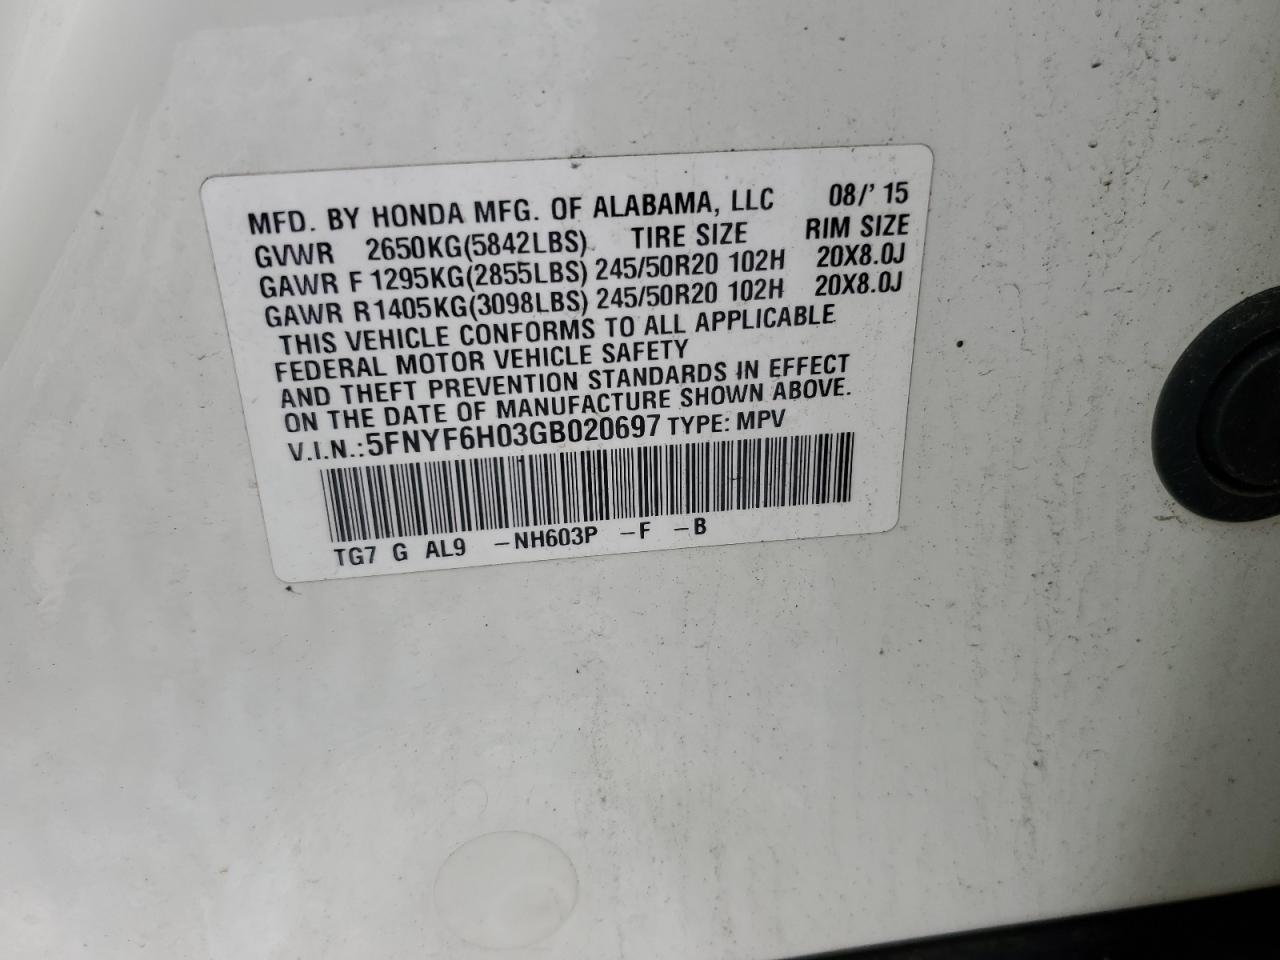 MFD. BY HONDA MFG. OF ALABAMA, LLC 08/' 15
GVWR 2650KG(5842LBS) TIRE SIZE RIM SIZE
GAWR F 1295KG(2855LBS) 245/50R20 102H 20X8.0J
GAWR R1405KG(3098LBS) 245/50R20 102H 20X8.0J
THIS VEHICLE CONFORMS TO ALL APPLICABLE
FEDERAL MOTOR VEHICLE SAFETY
AND THEFT PREVENTION STANDARDS IN EFFECT
ON THE DATE OF MANUFACTURE SHOWN ABOVE.
V.I.N.:5FNYF6H03GB020697 TYPE: MPV
TG7 G AL9 -NH603P -F -B